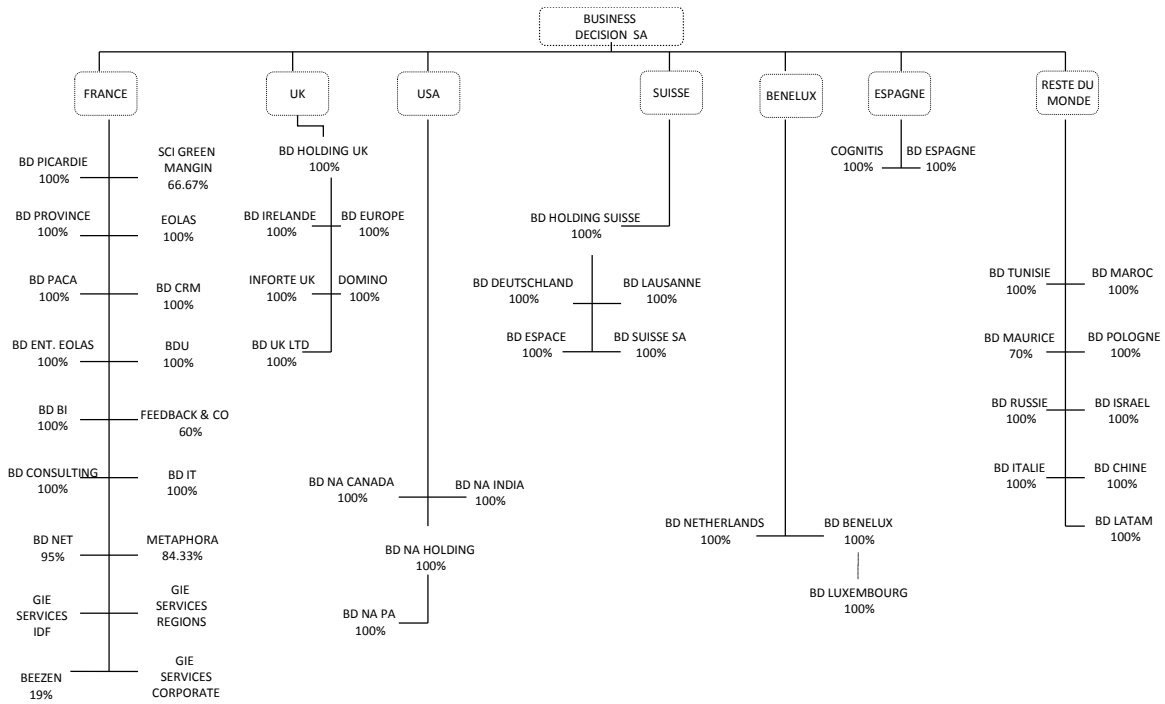 BUSINESS
DECISION SA
FRANCE
UK
USA
SUISSE
BENELUX
ESPAGNE
RESTE DU
MONDE
BD PICARDIE
100%
SCI GREEN
MANGIN
66.67%
BD PROVINCE
100%
EOLAS
100%
BD PACA
100%
BD CRM
100%
BD ENT. EOLAS
100%
BDU
100%
BD BI
100%
FEEDBACK & CO
60%
BD CONSULTING
100%
BD IT
100%
BD NET
95%
METAPHORA
84.33%
GIE
SERVICES
IDF
GIE
SERVICES
REGIONS
BEEZEN
19%
GIE
SERVICES
CORPORATE
BD HOLDING UK
100%
BD IRELANDE
100%
BD EUROPE
100%
INFORTE UK
100%
DOMINO
100%
BD UK LTD
100%
BD NA CANADA
100%
BD NA INDIA
100%
BD NA HOLDING
100%
BD NA PA
100%
BD HOLDING SUISSE
100%
BD DEUTSCHLAND
100%
BD LAUSANNE
100%
BD ESPACE
100%
BD SUISSE SA
100%
BD NETHERLANDS
100%
BD BENELUX
100%
BD LUXEMBOURG
100%
COGNITIS
100%
BD ESPAGNE
100%
BD TUNISIE
100%
BD MAROC
100%
BD MAURICE
70%
BD POLOGNE
100%
BD RUSSIE
100%
BD ISRAEL
100%
BD ITALIE
100%
BD CHINE
100%
BD LATAM
100%